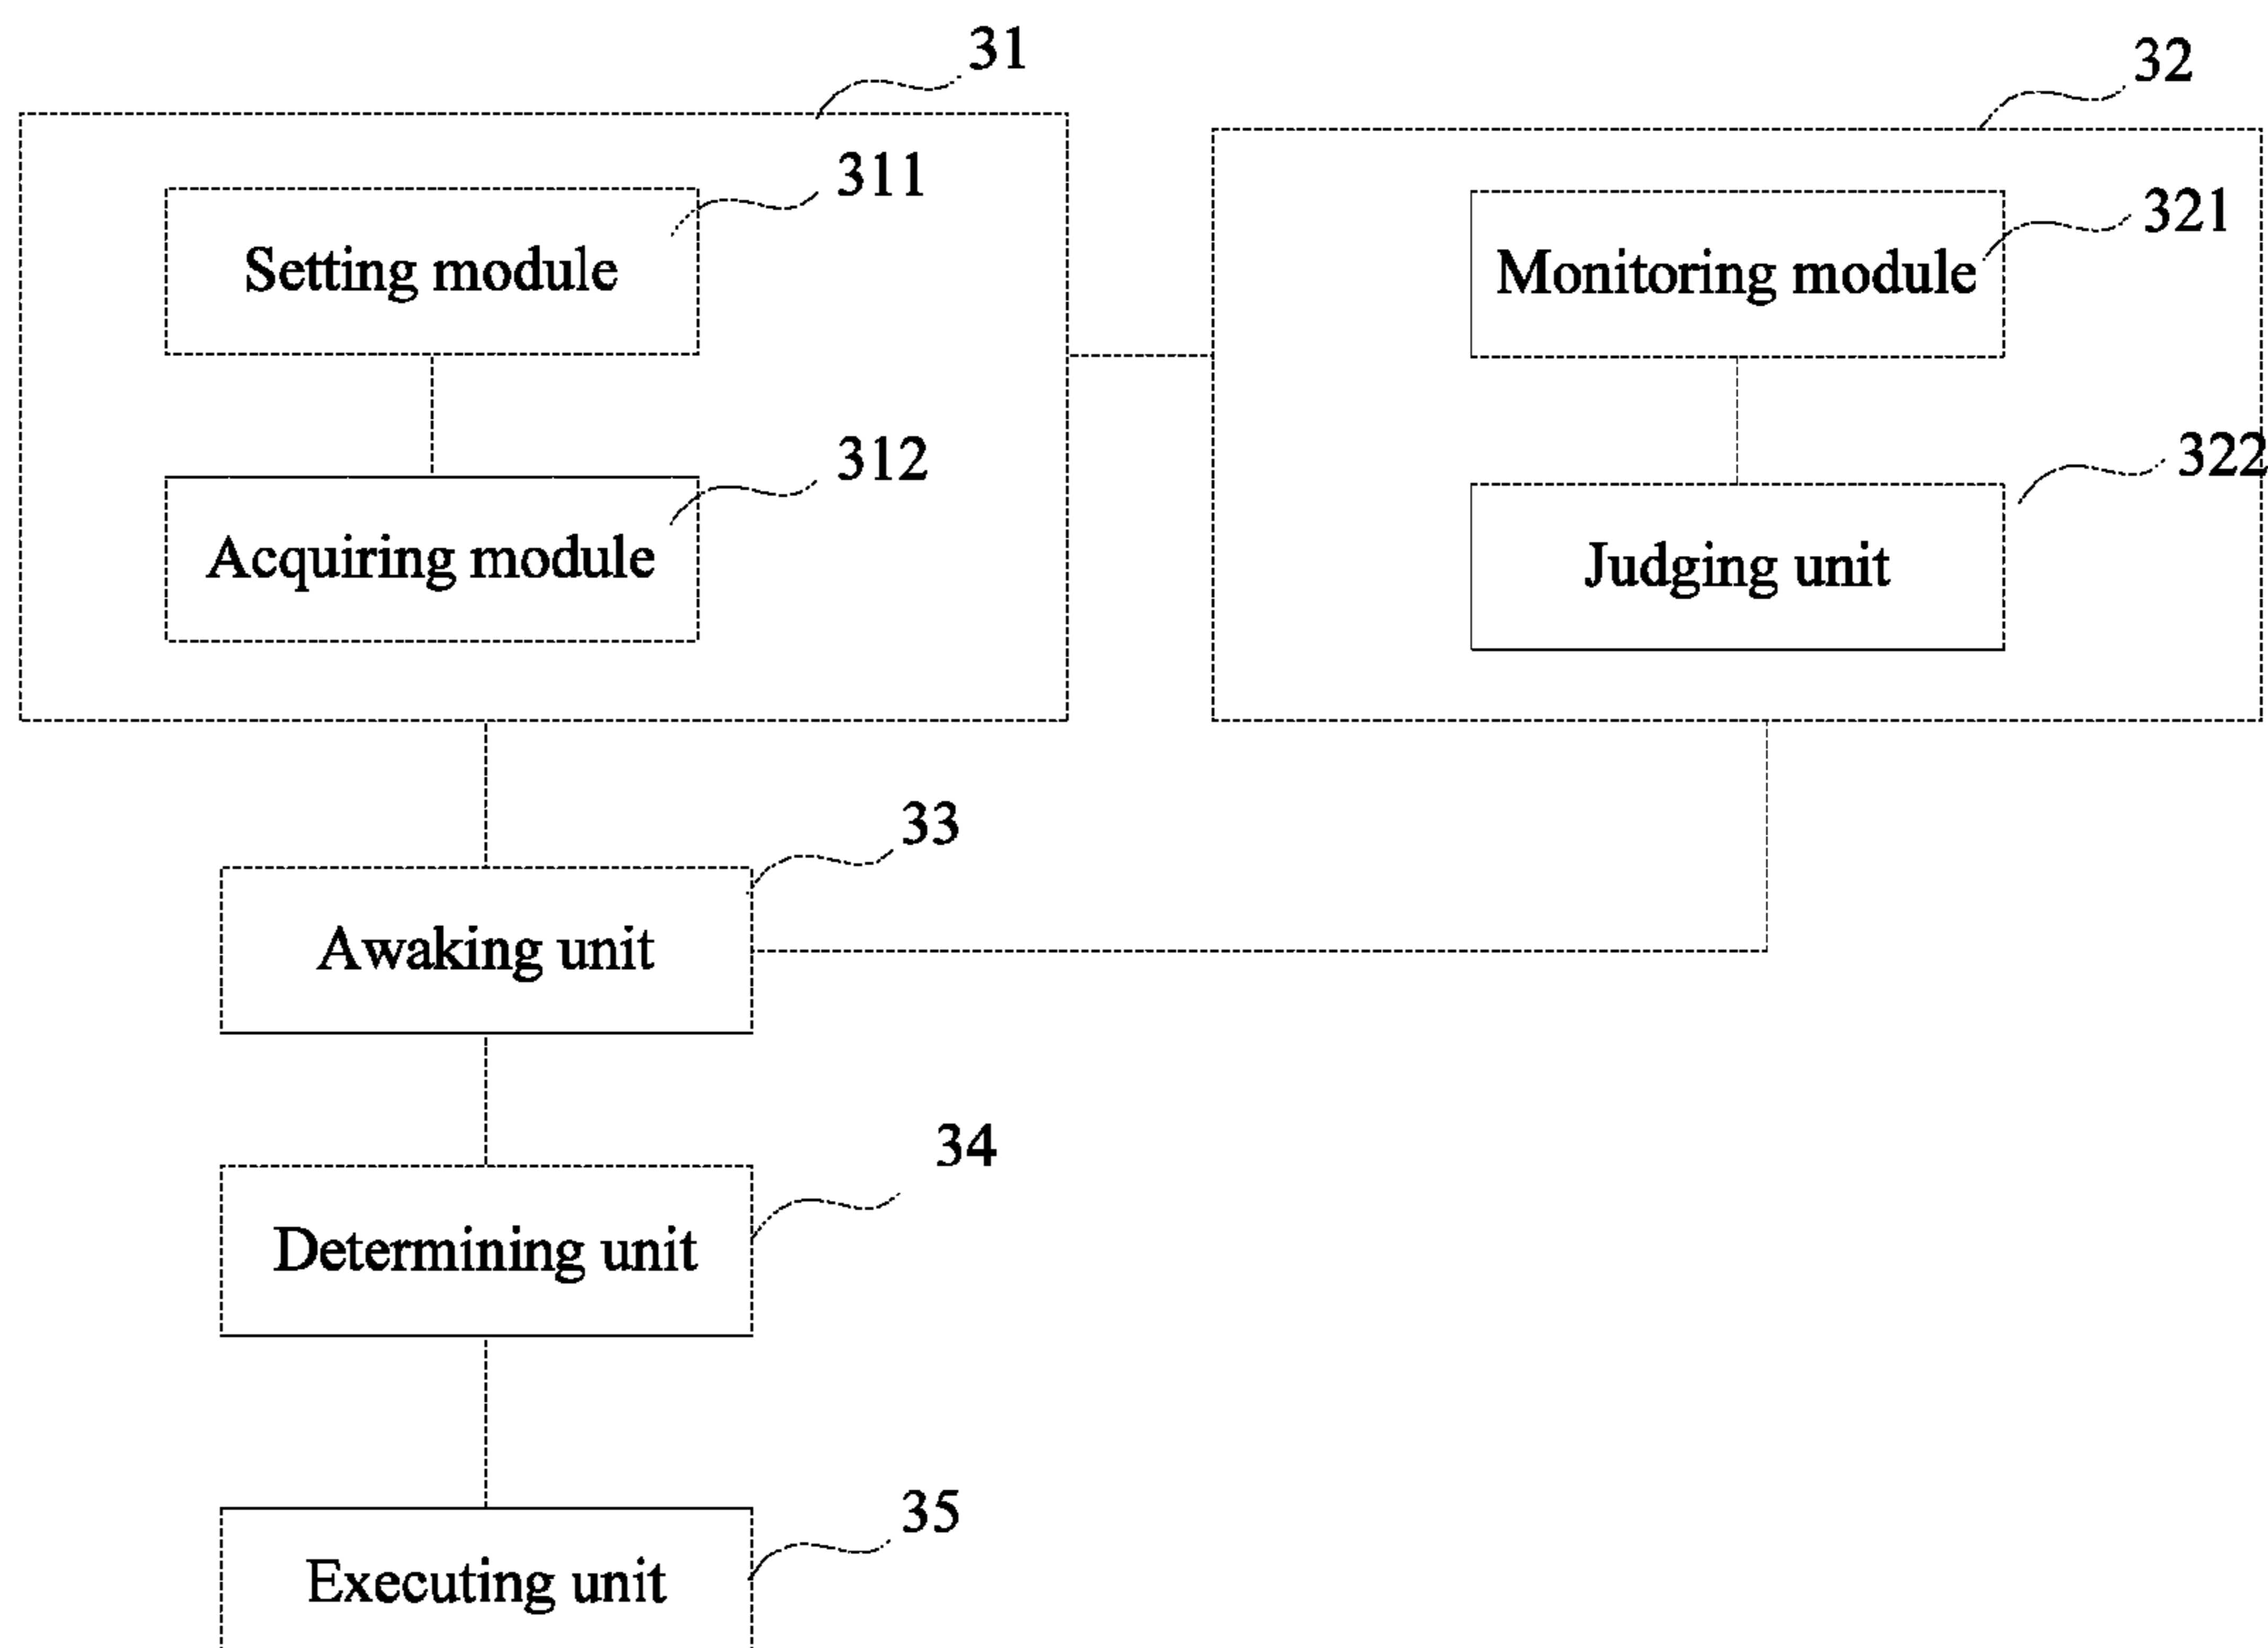 31
32
311
Setting module
321
Monitoring module
312
Acquiring module
322
Judging unit
33
Awaking unit
34
Determining unit
35
Executing unit